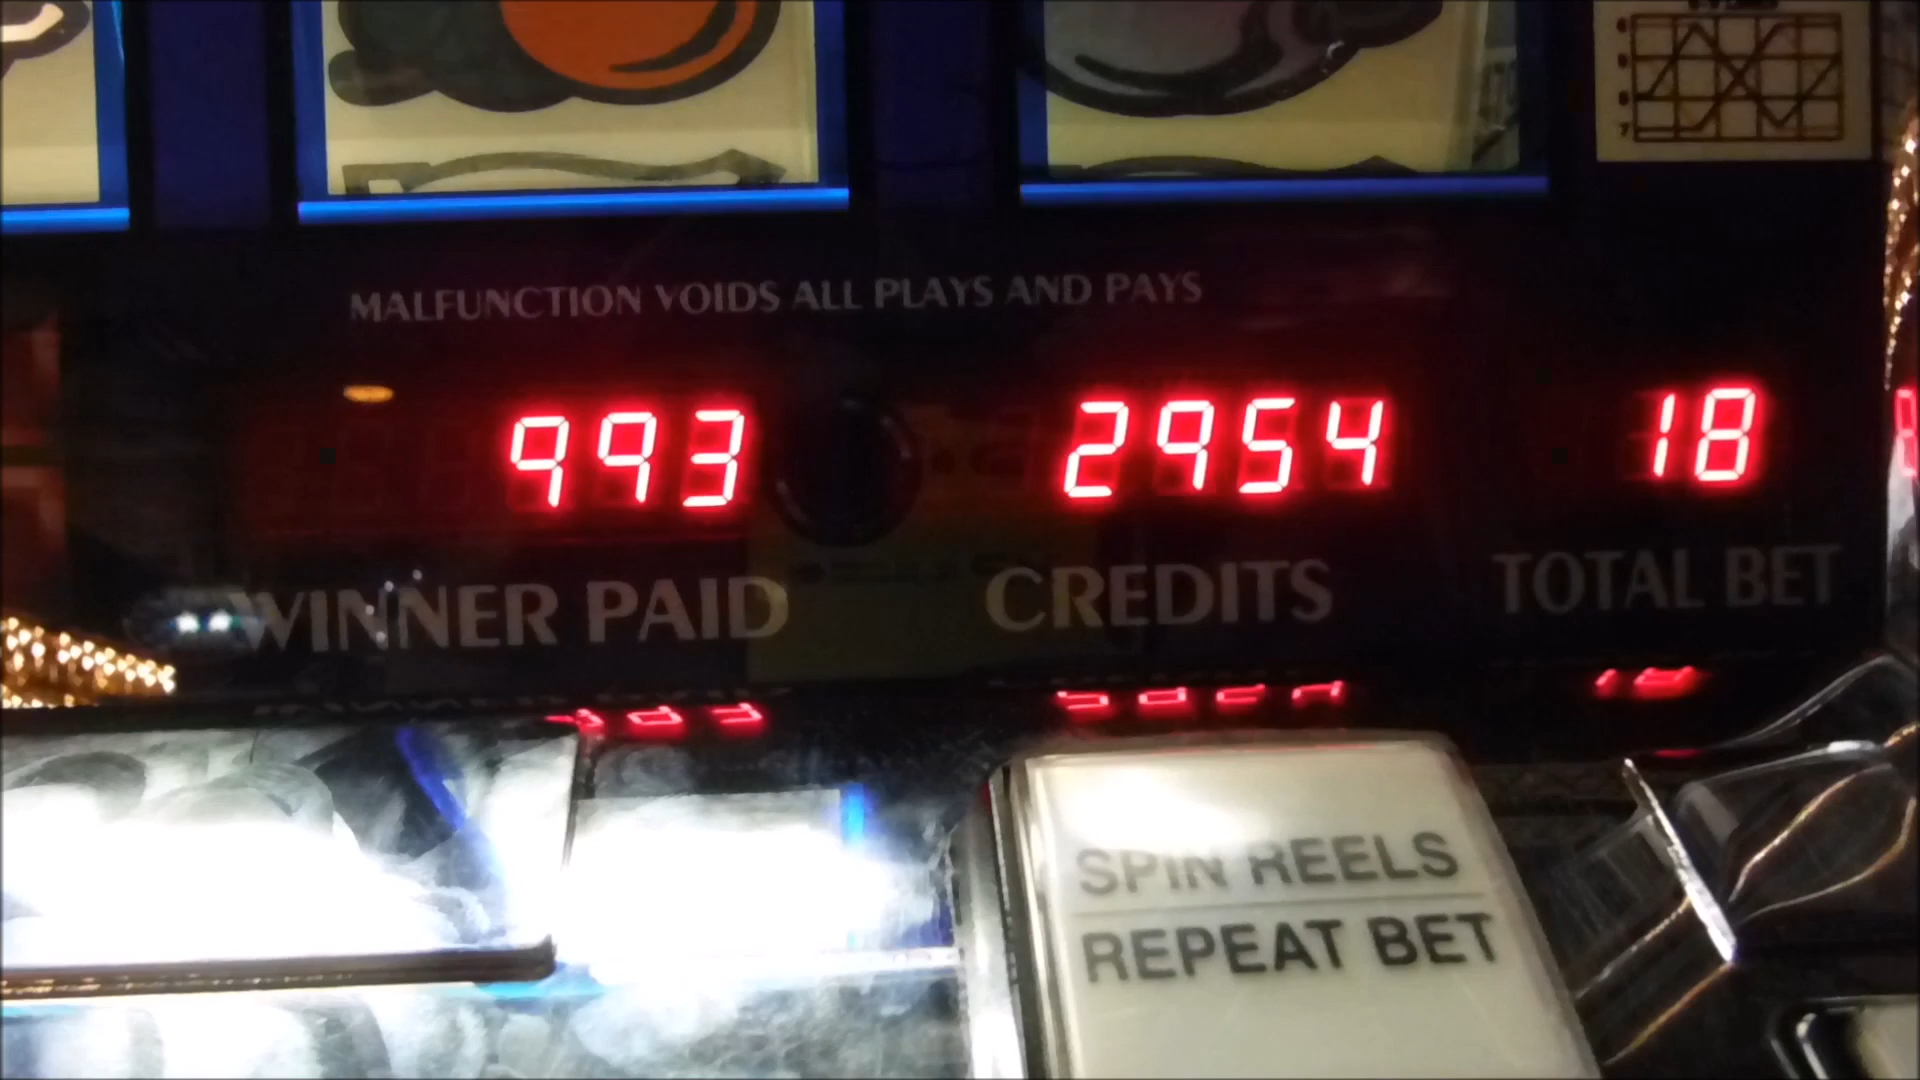 MALFUNCTION VOIDS ALL PLAYS AND PAYS
993 2954 18
WINNER PAID CREDITS TOTAL BET
SPIN REELS
REPEAT BET